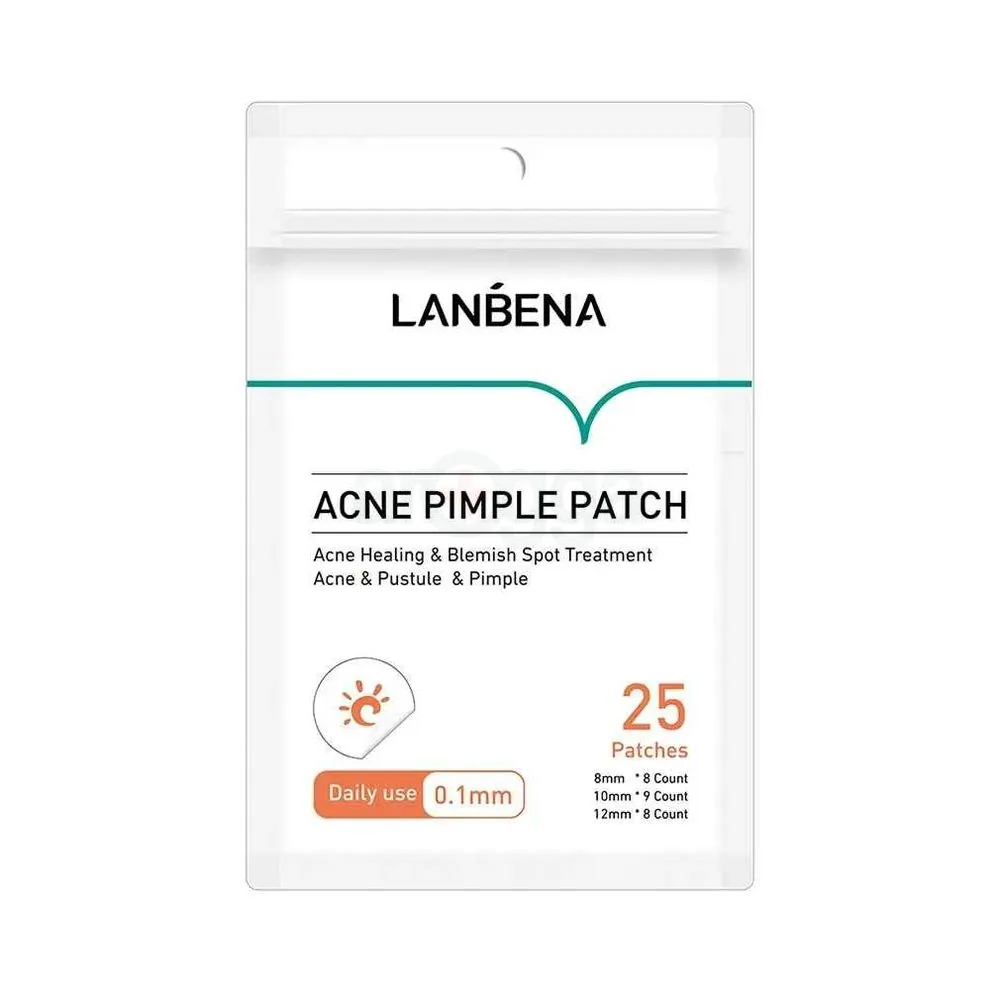 LANBENA
ACNE PIMPLE PATCH
Acne Healing & Blemish Spot Treatment
Acne & Pustule & Pimple
25
Patches
8mm * 8 Count
10mm * 9 Count
12mm * 8 Count
Daily use 0.1mm